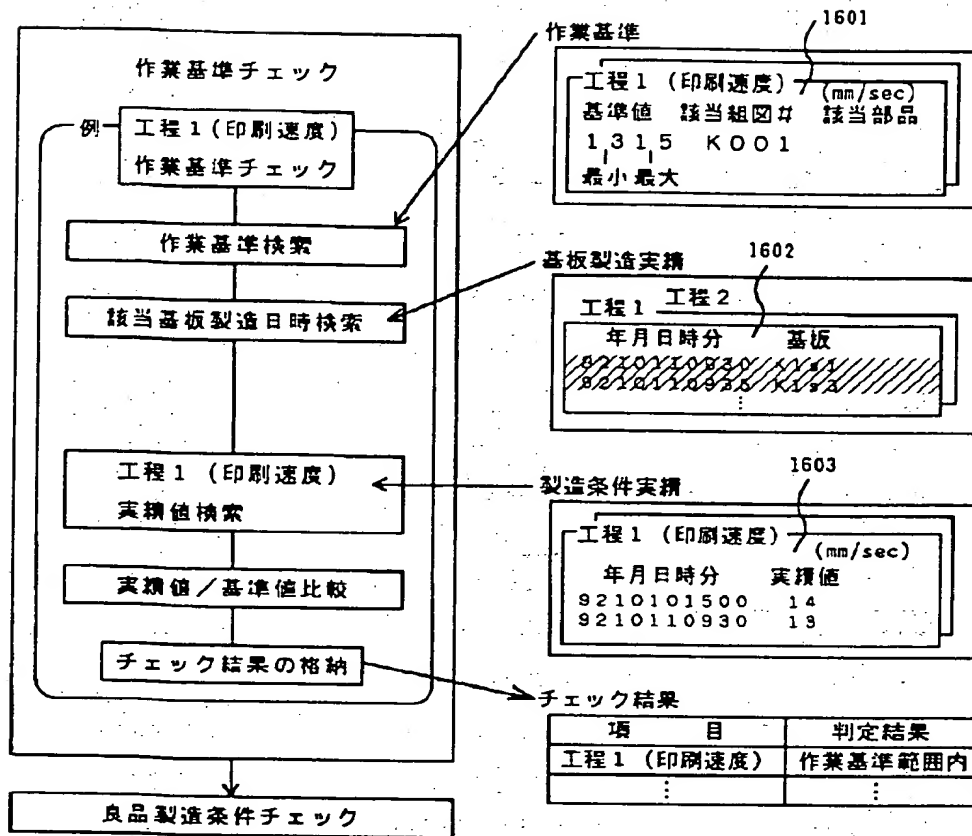 作業基準チェック
例
工程1(印刷速度)
作業基準チェック
作業基準検索
該当基板製造日時検索
工程1 (印刷速度)
実績値検索
実績値/基準値比較
チェック結果の格納
良品製造条件チェック
作業基準
1601
工程1 (印刷速度)
(mm/sec)
基準値 該当組図# 該当部品
1315 K001
最小 最大
基板製造実績
1602
工程1 工程2
年月日時分 基板
9210110930 K1s1
9210110935 K1s3
⋮
製造条件実績
1603
工程1 (印刷速度)
(mm/sec)
年月日時分 実績値
9210101500 14
9210110930 13
チェック結果
項 目 判定結果
工程1 (印刷速度) 作業基準範囲内
⋮ ⋮